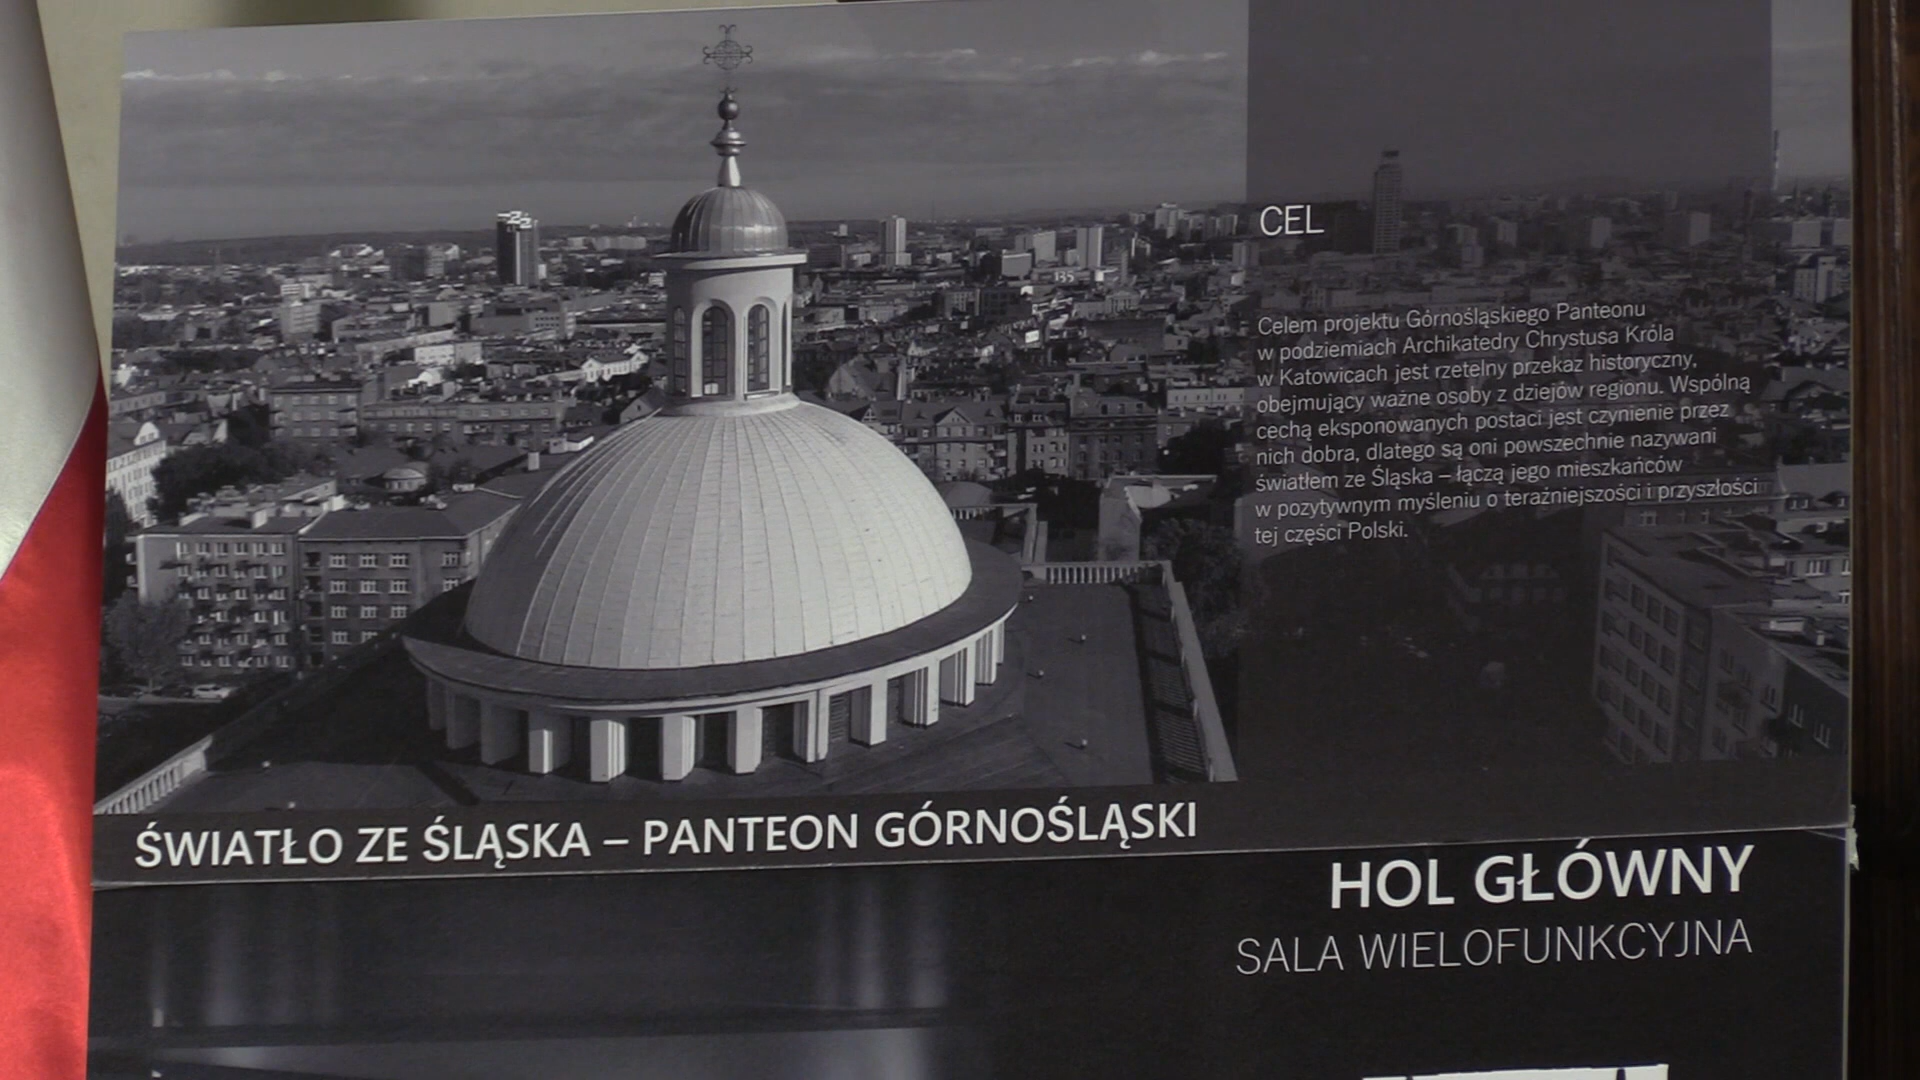 CEL
Celem projektu Górnośląskiego Panteonu
w podziemiach Archikatedry Chrystusa Króla
w Katowicach jest rzetelny przekaz historyczny,
obejmujący ważne osoby z dziejów regionu. Wspólną
cechą eksponowanych postaci jest czynienie przez
nich dobra, dlatego są oni powszechnie nazywani
światłem ze Śląska – łączą jego mieszkańców
w pozytywnym myśleniu o teraźniejszości i przyszłości
tej części Polski.
ŚWIATŁO ZE ŚLĄSKA – PANTEON GÓRNOŚLĄSKI
HOL GŁÓWNY
SALA WIELOFUNKCYJNA